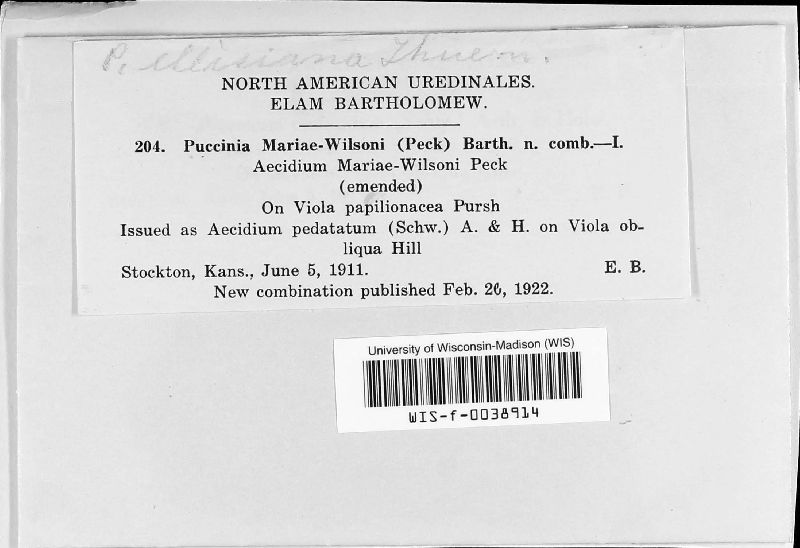 P. ellisiana Thuem.
NORTH AMERICAN UREDINALES.
ELAM BARTHOLOMEW.
204. Puccinia Mariae-Wilsoni (Peck) Barth. n. comb.—I.
Aecidium Mariae-Wilsoni Peck
(emended)
On Viola papilionacea Pursh
Issued as Aecidium pedatatum (Schw.) A. & H. on Viola ob-
liqua Hill
Stockton, Kans., June 5, 1911. E. B.
New combination published Feb. 20, 1922.
University of Wisconsin-Madison (WIS)
WIS-f-0038914